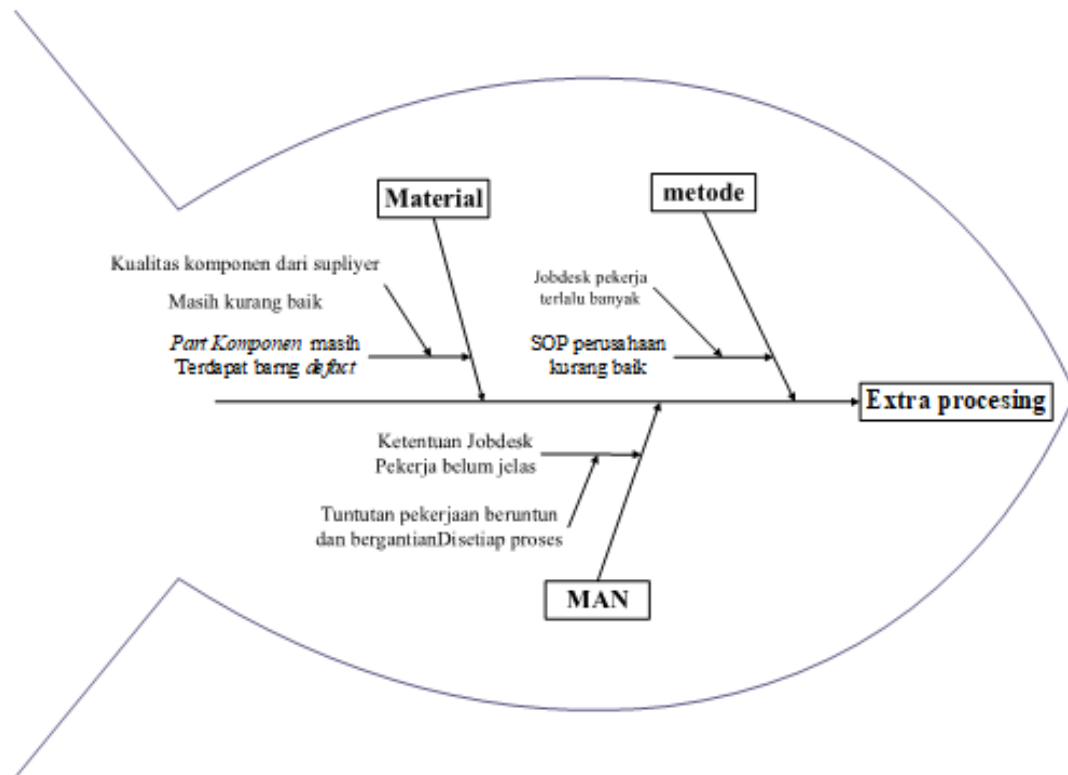 Material
metode
Kualitas komponen dari supliyer
Masih kurang baik
Part Komponen masih
Terdapat barng defact
Jobdesk pekerja
terlalu banyak
SOP perusahaan
kurang baik
Extra procesing
Ketentuan Jobdesk
Pekerja belum jelas
Tuntutan pekerjaan beruntun
dan bergantianDisetiap proses
MAN